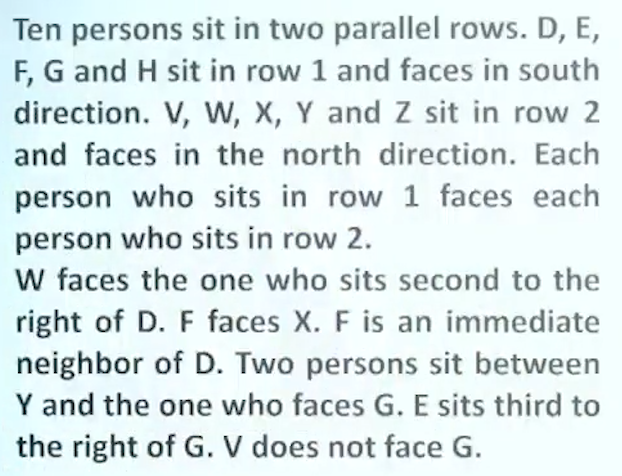 Ten persons sit in two parallel rows. D, E,
F, G and H sit in row 1 and faces in south
direction. V, W, X, Y and Z sit in row 2
and faces in the north direction. Each
person who sits in row 1 faces each
person who sits in row 2.
W faces the one who sits second to the
right of D. F faces X. F is an immediate
neighbor of D. Two persons sit between
Y and the one who faces G. E sits third to
the right of G. V does not face G.